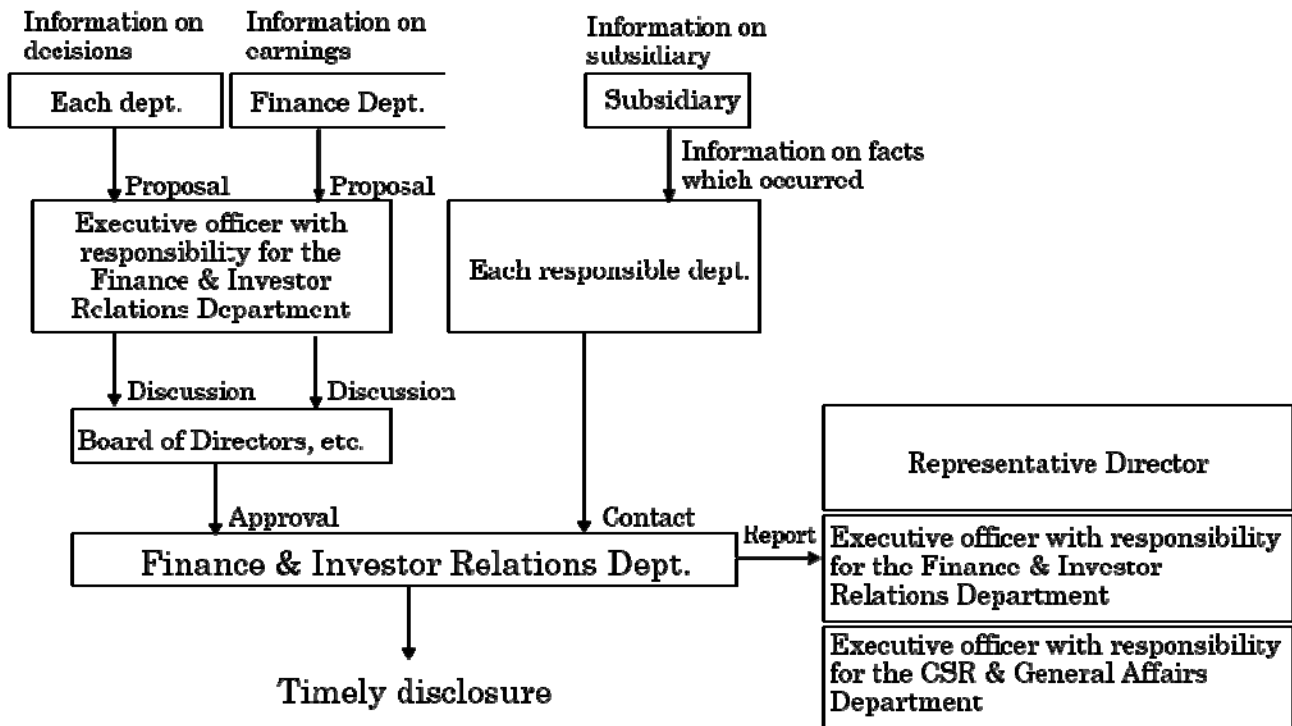 Information on
decisions
Information on
earnings
Information on
subsidiary
Each dept.
Finance Dept.
Subsidiary
Information on facts
which occurred
Proposal
Proposal
Executive officer with
responsibility for the
Finance & Investor
Relations Department
Each responsible dept.
Discussion
Discussion
Board of Directors, etc.
Representative Director
Approval
Contact
Report
Finance & Investor Relations Dept.
Executive officer with responsibility
for the Finance & Investor
Relations Department
Executive officer with responsibility
for the CSR & General Affairs
Department
Timely disclosure